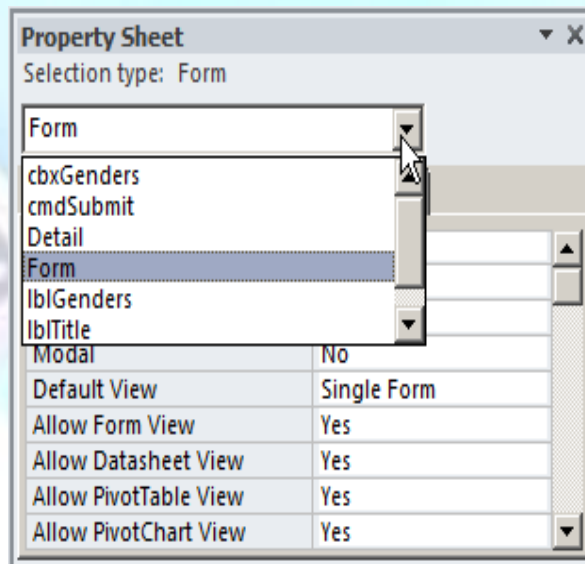 Property Sheet
Selection type: Form
Form
cbxGenders
cmdSubmit
Detail
Form
lblGenders
lblTitle
Modal No
Default View Single Form
Allow Form View Yes
Allow Datasheet View Yes
Allow PivotTable View Yes
Allow PivotChart View Yes